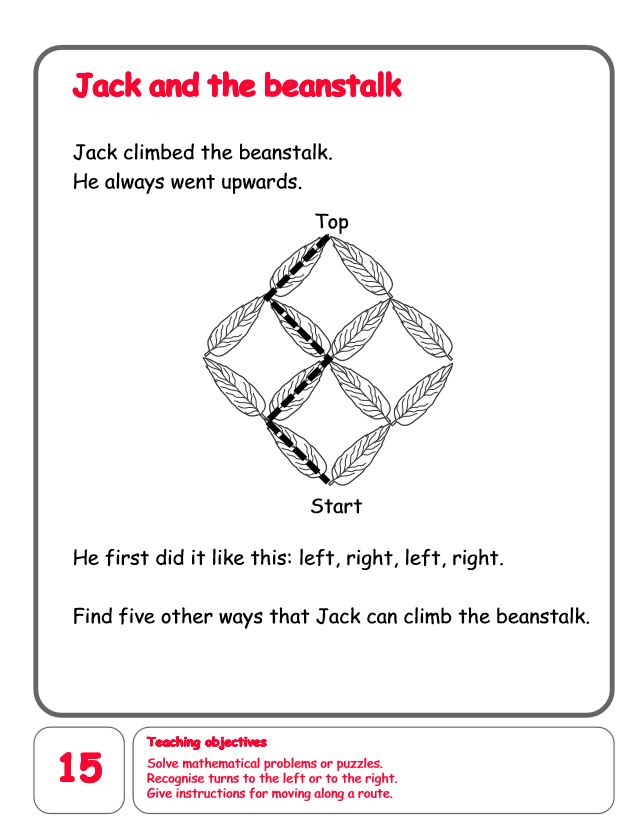 Jack and the beanstalk
Jack climbed the beanstalk.
He always went upwards.
Top
Start
He first did it like this: left, right, left, right.
Find five other ways that Jack can climb the beanstalk.
15
Teaching objectives
Solve mathematical problems or puzzles.
Recognise turns to the left or to the right.
Give instructions for moving along a route.